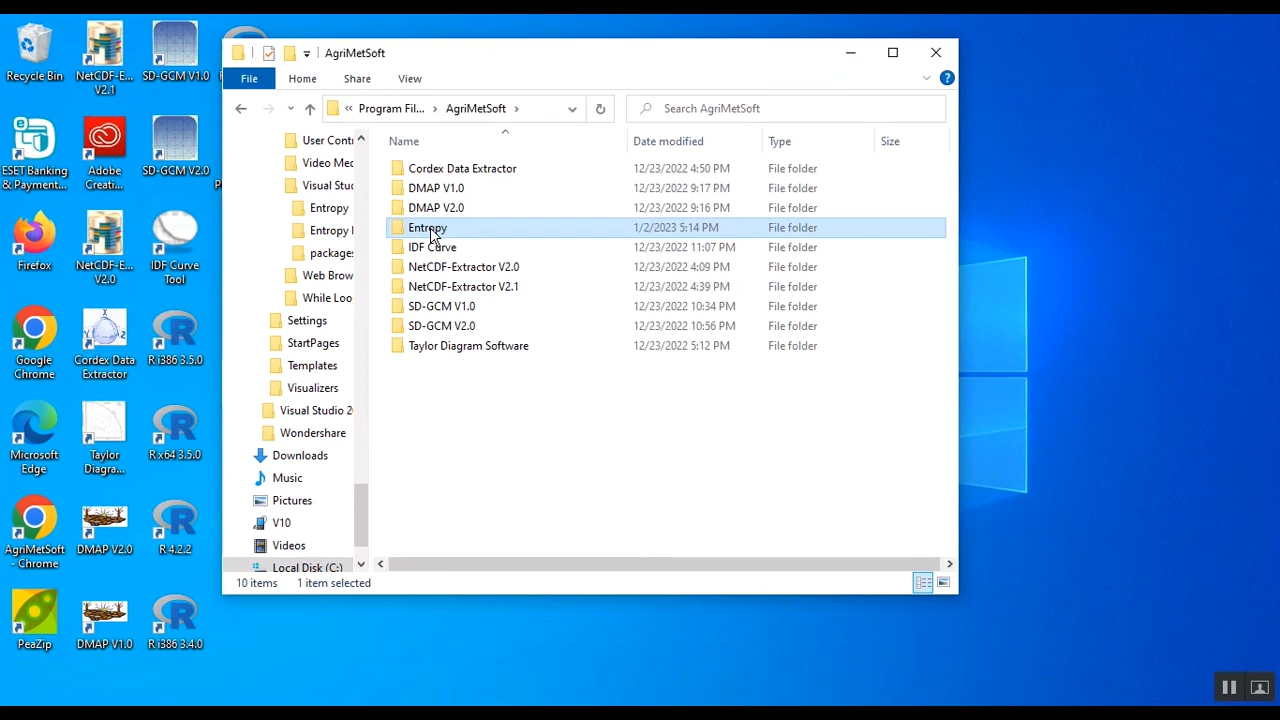 AgriMetSoft
File Home Share View
« Program Fil... > AgriMetSoft >
Search AgriMetSoft
Name Date modified Type Size
Cordex Data Extractor 12/23/2022 4:50 PM File folder
DMAP V1.0 12/23/2022 9:17 PM File folder
DMAP V2.0 12/23/2022 9:16 PM File folder
Entropy 1/2/2023 5:14 PM File folder
IDF Curve 12/23/2022 11:07 PM File folder
NetCDF-Extractor V2.0 12/23/2022 4:09 PM File folder
NetCDF-Extractor V2.1 12/23/2022 4:39 PM File folder
SD-GCM V1.0 12/23/2022 10:34 PM File folder
SD-GCM V2.0 12/23/2022 10:56 PM File folder
Taylor Diagram Software 12/23/2022 5:12 PM File folder
User Cont
Video Med
Visual Stud
Entropy
Entropy
packages
Web Brow
While Loo
Settings
StartPages
Templates
Visualizers
Visual Studio 2
Wondershare
Downloads
Music
Pictures
V10
Videos
Local Disk (C:)
10 items 1 item selected
Recycle Bin
NetCDF-E...
V2.1
SD-GCM V1.0
ESET Banking
& Payment...
Adobe
Creati...
SD-GCM V2.0
Firefox
NetCDF-E...
V2.0
IDF Curve
Tool
Google
Chrome
Cordex Data
Extractor
R i386 3.5.0
Microsoft
Edge
Taylor
Diagra...
R x64 3.5.0
AgriMetSoft
- Chrome
DMAP V2.0
R 4.2.2
PeaZip
DMAP V1.0
R i386 3.4.0